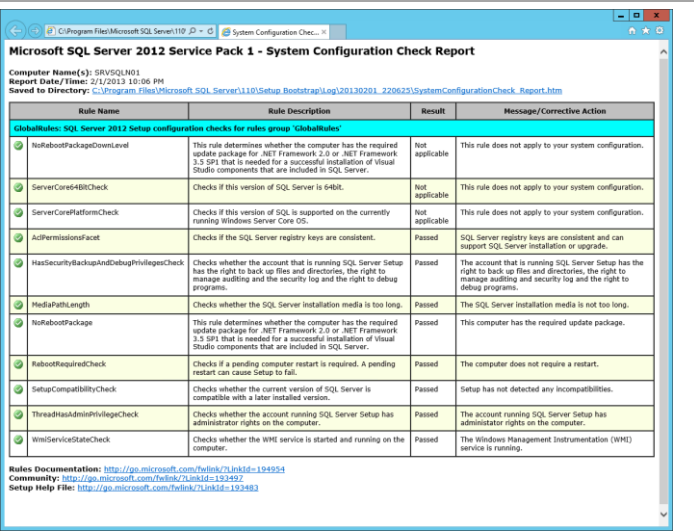 C:\Program Files\Microsoft SQL Server\110\
System Configuration Chec...
Microsoft SQL Server 2012 Service Pack 1 - System Configuration Check Report
Computer Name(s): SRVSQLN01
Report Date/Time: 2/1/2013 10:06 PM
Saved to Directory: C:\Program Files\Microsoft SQL Server\110\Setup Bootstrap\Log\20130201_220625\SystemConfigurationCheck_Report.htm
Rule Name Rule Description Result Message/Corrective Action
GlobalRules: SQL Server 2012 Setup configuration checks for rules group 'GlobalRules'
NoRebootPackageDownLevel This rule determines whether the computer has the required Not This rule does not apply to your system configuration.
update package for .NET Framework 2.0 or .NET Framework applicable
3.5 SP1 that is needed for a successful installation of Visual
Studio components that are included in SQL Server.
ServerCore64BitCheck Checks if this version of SQL Server is 64bit. Not This rule does not apply to your system configuration.
applicable
ServerCorePlatformCheck Checks if this version of SQL is supported on the currently Not This rule does not apply to your system configuration.
running Windows Server Core OS. applicable
AclPermissionsFacet Checks if the SQL Server registry keys are consistent. Passed SQL Server registry keys are consistent and can
support SQL Server installation or upgrade.
HasSecurityBackupAndDebugPrivilegesCheck Checks whether the account that is running SQL Server Setup Passed The account that is running SQL Server Setup has the
has the right to back up files and directories, the right to right to back up files and directories, the right to
manage auditing and the security log and the right to debug manage auditing and security log and the right to
programs. debug programs.
MediaPathLength Checks whether the SQL Server installation media is too long. Passed The SQL Server installation media is not too long.
NoRebootPackage This rule determines whether the computer has the required Passed This computer has the required update package.
update package for .NET Framework 2.0 or .NET Framework
3.5 SP1 that is needed for a successful installation of Visual
Studio components that are included in SQL Server.
RebootRequiredCheck Checks if a pending computer restart is required. A pending Passed The computer does not require a restart.
restart can cause Setup to fail.
SetupCompatibilityCheck Checks whether the current version of SQL Server is Passed Setup has not detected any incompatibilities.
compatible with a later installed version.
ThreadHasAdminPrivilegeCheck Checks whether the account running SQL Server Setup has Passed The account running SQL Server Setup has
administrator rights on the computer. administator rights on the computer.
WmiServiceStateCheck Checks whether the WMI service is started and running on the Passed The Windows Management Instrumentation (WMI)
computer. service is running.
Rules Documentation: http://go.microsoft.com/fwlink/?LinkId=194954
Community: http://go.microsoft.com/fwlink/?LinkId=193497
Setup Help File: http://go.microsoft.com/fwlink/?LinkId=193483